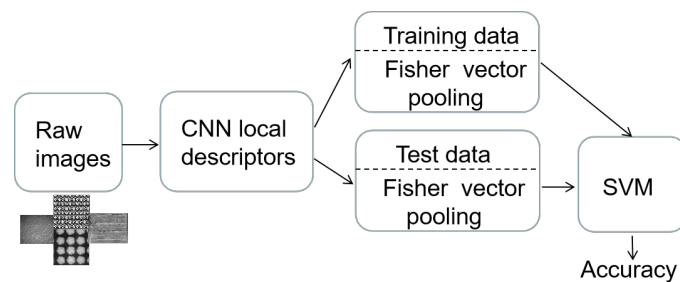 Raw
images
CNN local
descriptors
Training data
Fisher vector
pooling
Test data
Fisher vector
pooling
SVM
Accuracy